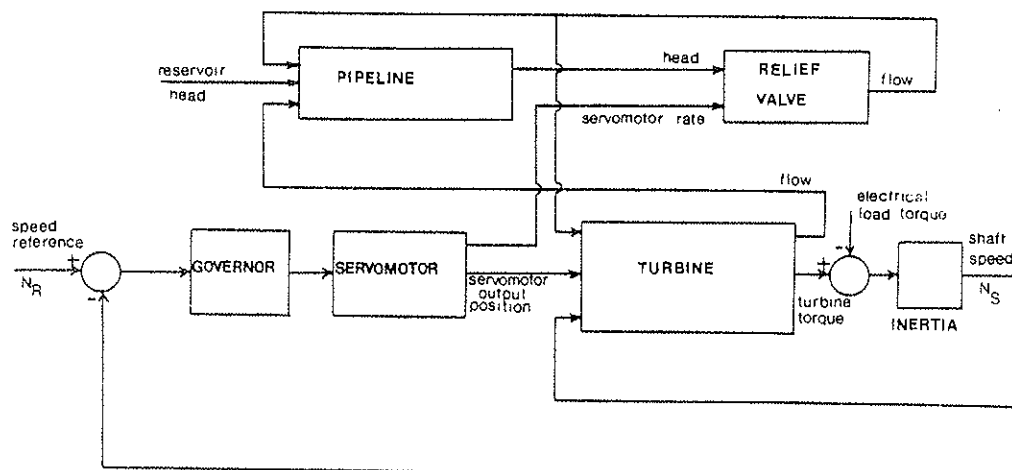 reservoir
head
PIPELINE
head
servomotor rate
RELIEF
VALVE
flow
flow
speed
reference
+
N_R
-
GOVERNOR
SERVOMOTOR
servomotor
output
position
TURBINE
electrical
load torque
-
+
turbine
torque
INERTIA
shaft
speed
N_S